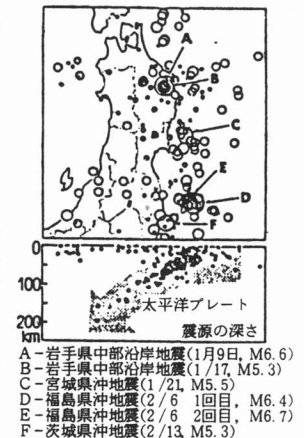 A
B
C
E
D
F
0
100
200
km
太平洋プレート
震源の深さ
A-岩手県中部沿岸地震(1月9日, M6.6)
B-岩手県中部沿岸地震(1/17, M5.3)
C-宮城県沖地震(1/21, M5.5)
D-福島県沖地震(2/6 1回目, M6.4)
E-福島県沖地震(2/6 2回目, M6.7)
F-茨城県沖地震(2/13, M5.3)